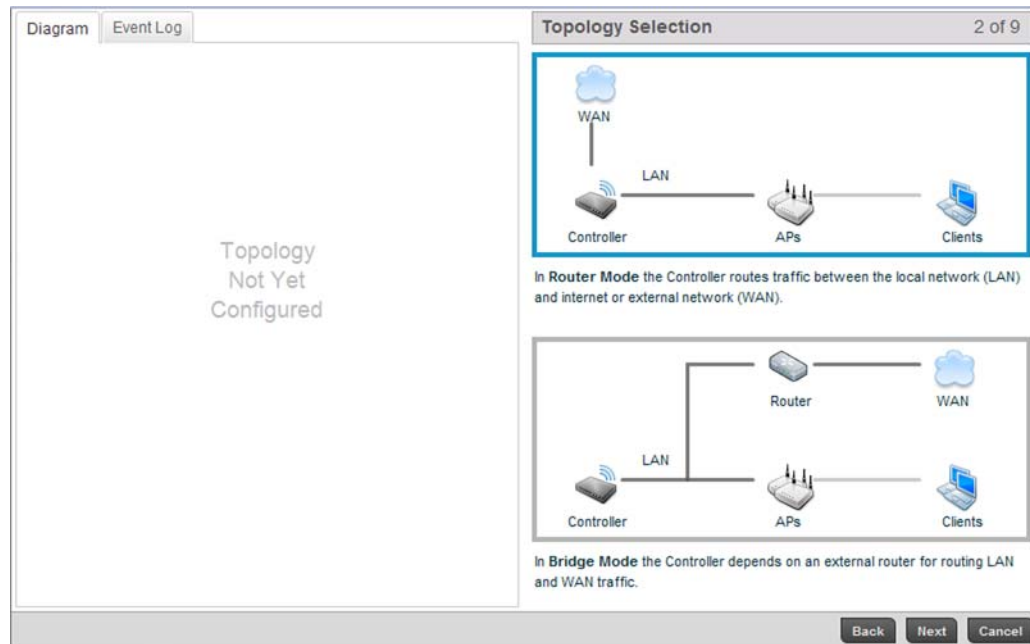 Diagram
Event Log
Topology
Not Yet
Configured
Topology Selection 2 of 9
WAN
LAN
Controller APs Clients
In Router Mode the Controller routes traffic between the local network (LAN)
and internet or external network (WAN).
Router WAN
LAN
Controller APs Clients
In Bridge Mode the Controller depends on an external router for routing LAN
and WAN traffic.
Back Next Cancel